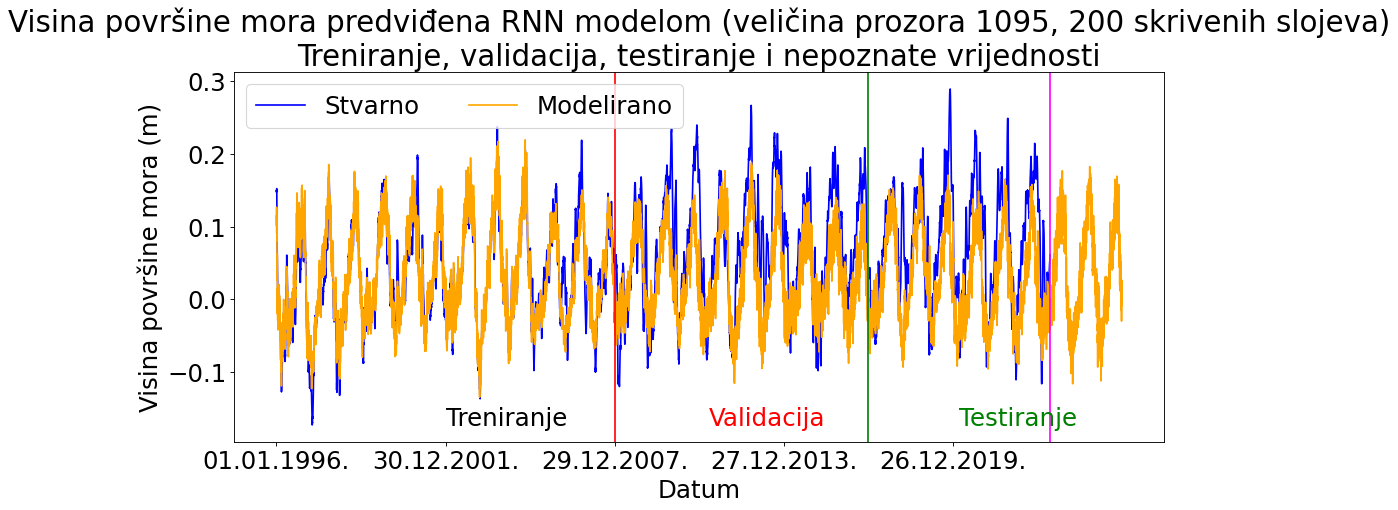 Visina površine mora predviđena RNN modelom (veličina prozora 1095, 200 skrivenih slojeva)
Treniranje, validacija, testiranje i nepoznate vrijednosti
Stvarno
Modelirano
0.3
0.2
0.1
0.0
−0.1
Visina površine mora (m)
Treniranje
Validacija
Testiranje
01.01.1996.
30.12.2001.
29.12.2007.
27.12.2013.
26.12.2019.
Datum